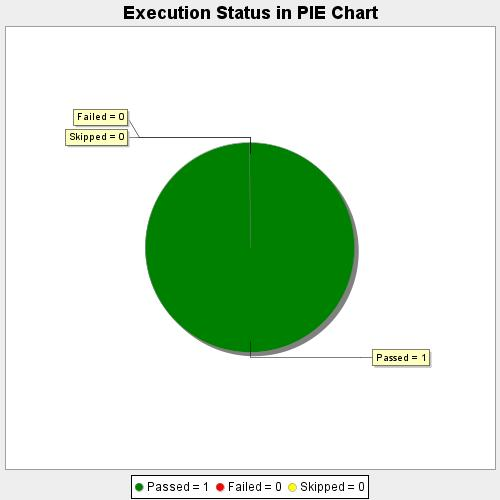 Execution Status in PIE Chart
Failed = 0
Skipped = 0
Passed = 1
Passed = 1 Failed = 0 Skipped = 0